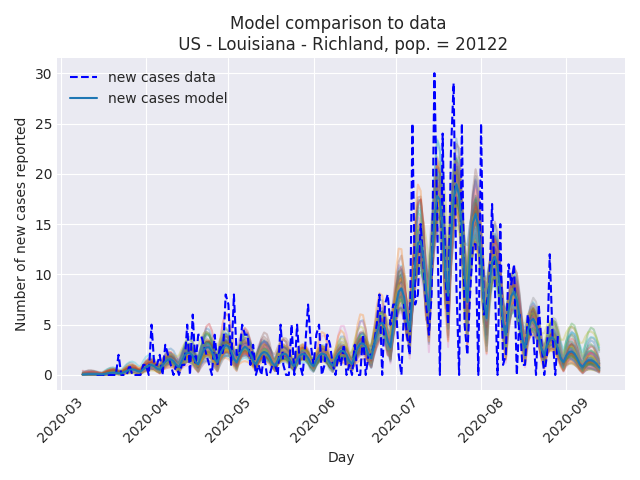 Model comparison to data
US - Louisiana - Richland, pop. = 20122
new cases data
new cases model
Number of new cases reported
30
25
20
15
10
5
0
2020-03
2020-04
2020-05
2020-06
2020-07
2020-08
2020-09
Day